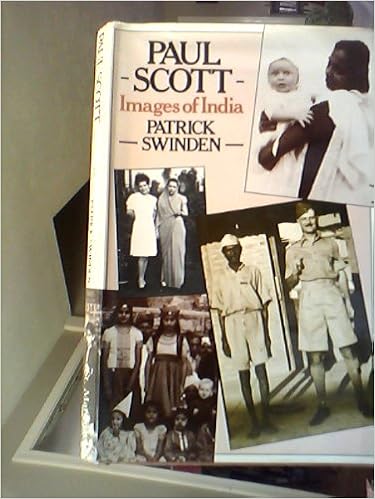 PAUL
- SCOTT -
Images of India
PATRICK
— SWINDEN —
PAUL SCOTT